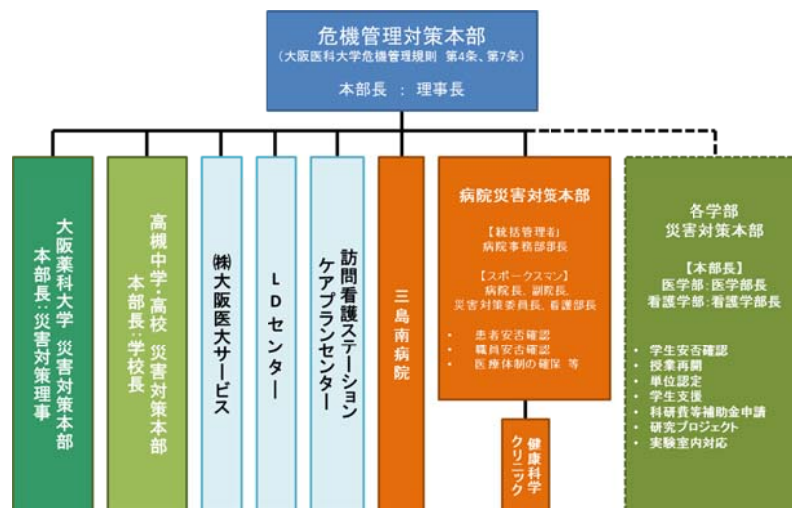 危機管理対策本部
(大阪医科大学危機管理規則 第4条、第7条)
本部長 : 理事長
大阪薬科大学 災害対策本部
本部長:災害対策理事
高槻中学・高校 災害対策本部
本部長:学校長
㈱大阪医大サービス
LDセンター
訪問看護ステーション
ケアプランセンター
三島南病院
病院災害対策本部
【統括管理者】
病院事務部部長
【スポークスマン】
病院長、副院長、
災害対策委員長、看護部長
• 患者安否確認
• 職員安否確認
• 医療体制の確保 等
健康科学
クリニック
各学部
災害対策本部
【本部長】
医学部:医学部長
看護学部:看護学部長
• 学生安否確認
• 授業再開
• 単位認定
• 学生支援
• 科研費等補助金申請
• 研究プロジェクト
• 実験室内対応